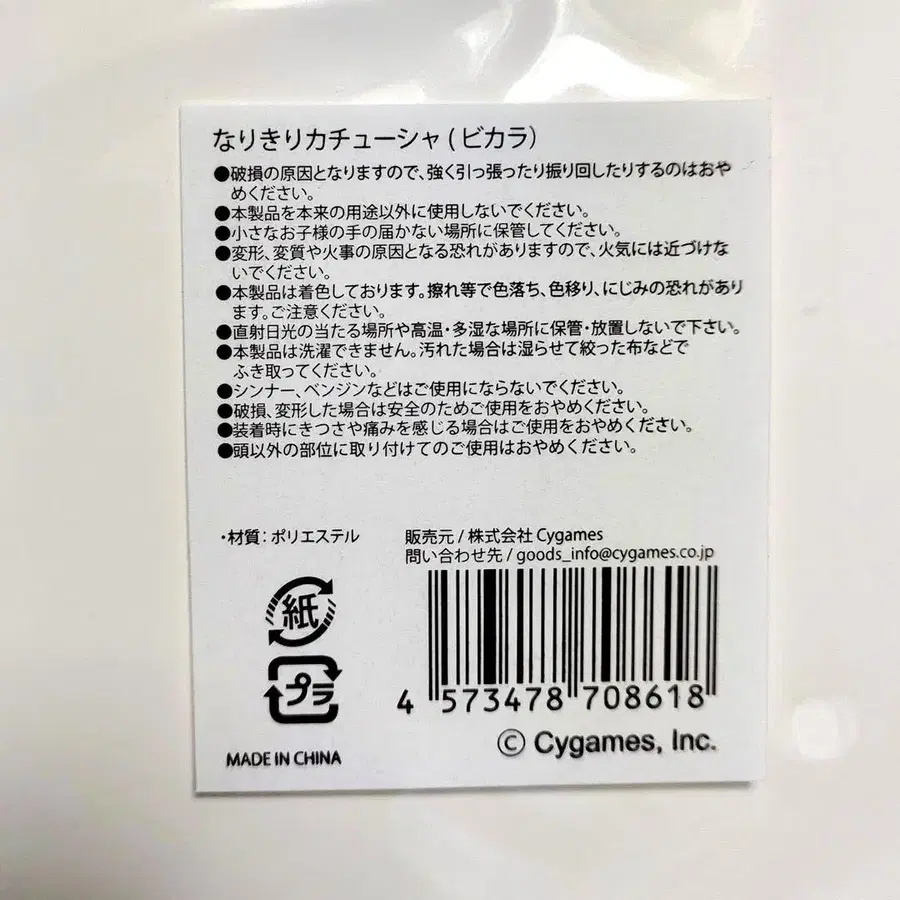 なりきりカチューシャ(ビカラ)
●破損の原因となりますので、強く引っ張ったり振り回したりするのはおや
めください。
●本製品を本来の用途以外に使用しないでください。
●小さなお子様の手の届かない場所に保管してください。
●変形、変質や火事の原因となる恐れがありますので、火気には近づけな
いでください。
●本製品は着色しております。擦れ等で色落ち、色移り、にじみの恐れがあり
ます。ご注意ください。
●直射日光の当たる場所や高温・多湿な場所に保管・放置しないで下さい。
●本製品は洗濯できません。汚れた場合は湿らせて絞った布などで
ふき取ってください。
●シンナー、ベンジンなどはご使用にならないでください。
●破損、変形した場合は安全のためご使用をおやめください。
●装着時にきつさや痛みを感じる場合はご使用をおやめください。
●頭以外の部位に取り付けてのご使用はおやめください。
・材質:ポリエステル
販売元 / 株式会社 Cygames
問い合わせ先 / goods_info@cygames.co.jp
紙
プラ
4 573478 708618
MADE IN CHINA
© Cygames, Inc.